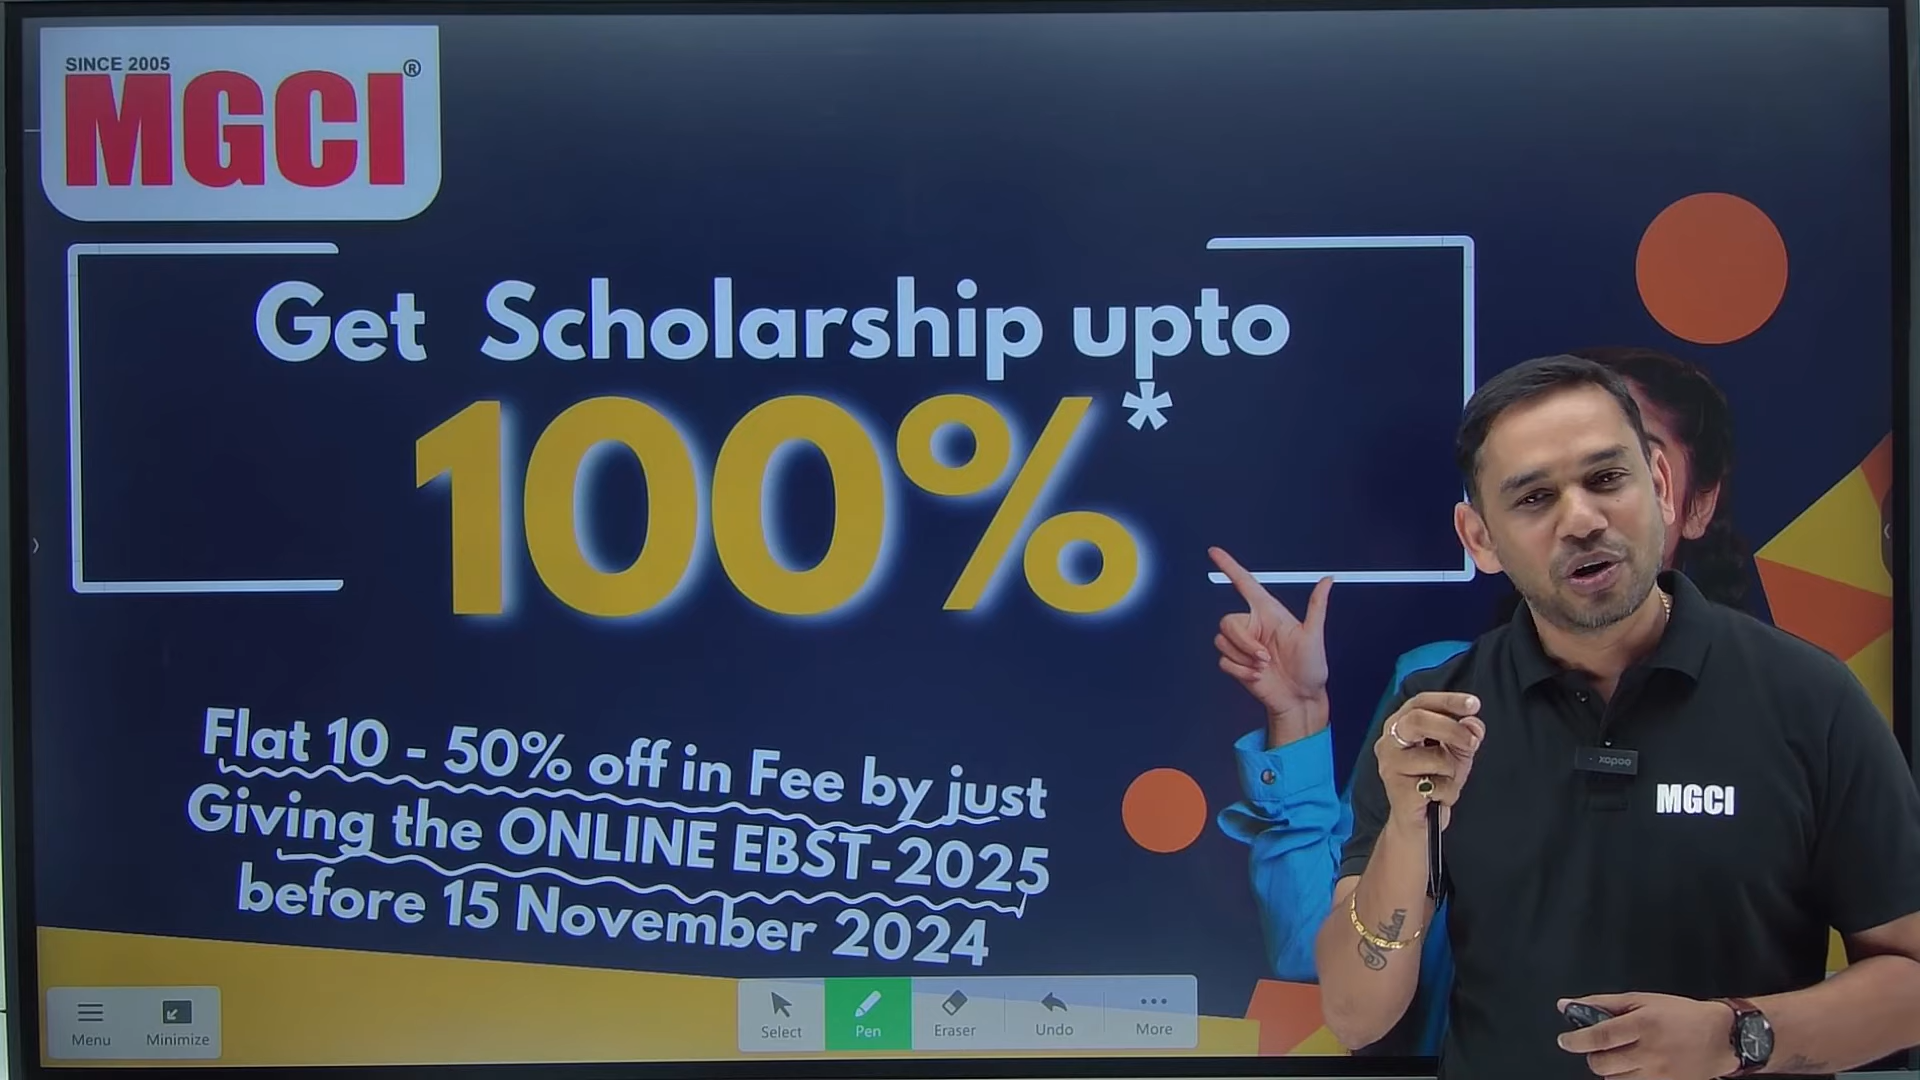 SINCE 2005
MGCI®
Get Scholarship upto
100%*
Flat 10 - 50% off in Fee by just
Giving the ONLINE EBST-2025
before 15 November 2024
MGCI
Menu
Minimize
Select
Pen
Eraser
Undo
More